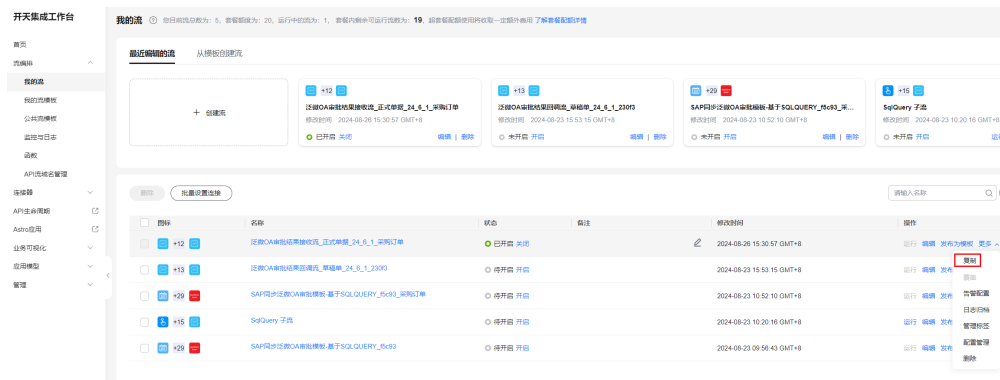 开天集成工作台
首页
流编排
我的流
我的流模板
公共流模板
监控与日志
函数
API流域名管理
连接器
API生命周期
Astro应用
业务可视化
应用模型
管理
我的流 您目前流总数为: 5, 套餐额度为: 20, 运行中的流为: 1, 套餐内剩余可运行流数为: 19, 超套餐配额使用将收取一定额外费用 了解套餐配额详情
最近编辑的流 从模板创建流
+ 创建流
+12
泛微OA审批结果接收流_正式单据_24_6_1_采购订单
修改时间 2024-08-26 15:30:57 GMT+8
已开启 关闭 编辑 | 删除
+13
泛微OA审批结果回调流_草稿单_24_6_1_230f3
修改时间 2024-08-23 15:53:15 GMT+8
未开启 开启 编辑 | 删除
+29
SAP同步泛微OA审批模板-基于SQLQUERY_f5c93_采...
修改时间 2024-08-23 10:52:10 GMT+8
未开启 开启 编辑 | 删除
+15
SqlQuery 子流
修改时间 2024-08-23 10:20:16 GMT+8
未开启 开启 运
删除 批量设置连接 请输入名称
图标 名称 状态 备注 修改时间 操作
+12 泛微OA审批结果接收流_正式单据_24_6_1_采购订单 已开启 关闭 2024-08-26 15:30:57 GMT+8 运行 编辑 发布为模板 更多
+13 泛微OA审批结果回调流_草稿单_24_6_1_230f3 待开启 开启 2024-08-23 15:53:15 GMT+8 运行 编辑 发布
+29 SAP同步泛微OA审批模板-基于SQLQUERY_f5c93_采购订单 待开启 开启 2024-08-23 10:52:10 GMT+8 运行 编辑 发布
+15 SqlQuery 子流 待开启 开启 2024-08-23 10:20:16 GMT+8 运行 编辑 发布
+29 SAP同步泛微OA审批模板-基于SQLQUERY_f5c93 待开启 开启 2024-08-23 09:56:43 GMT+8 运行 编辑 发布
复制
告警配置
日志归档
管理标签
配置管理
删除